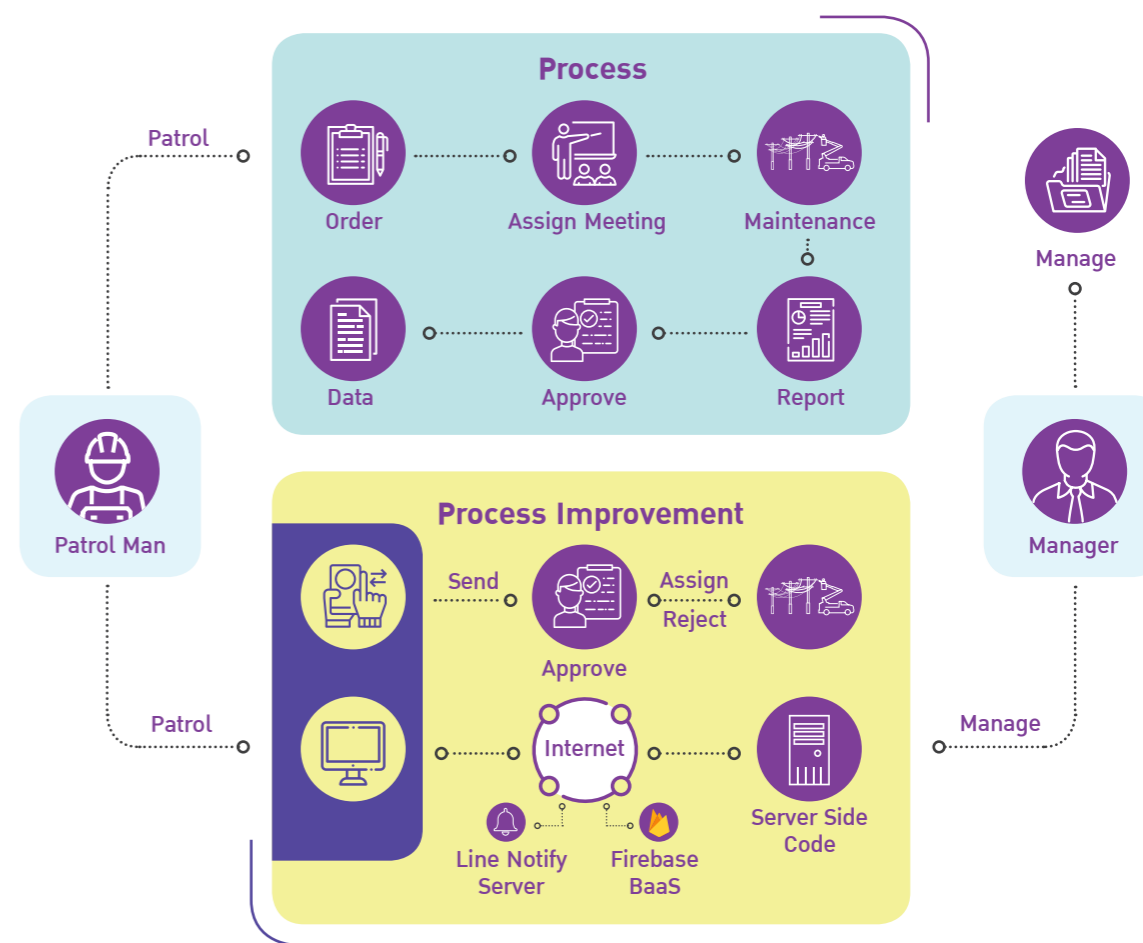 Process
Patrol
Order
Assign Meeting
Maintenance
Manage
Data
Approve
Report
Patrol Man
Manager
Process Improvement
Send
Assign
Reject
Approve
Patrol
Internet
Manage
Server Side
Code
Line Notify
Server
Firebase
BaaS